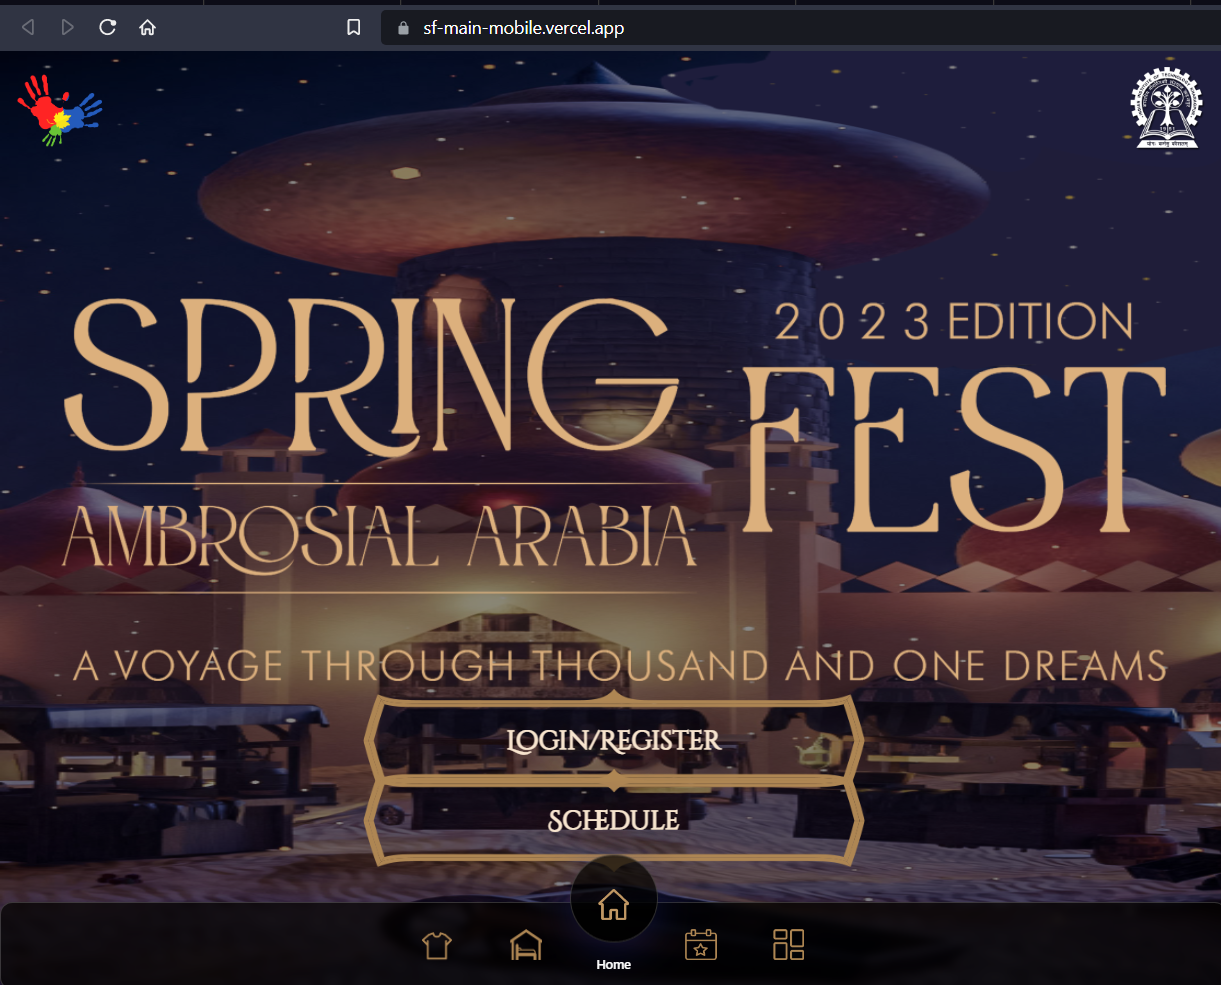 sf-main-mobile.vercel.app
SPRING
2023 EDITION
FEST
AMBROSIAL ARABIA
A VOYAGE THROUGH THOUSAND AND ONE DREAMS
LOGIN/REGISTER
SCHEDULE
Home